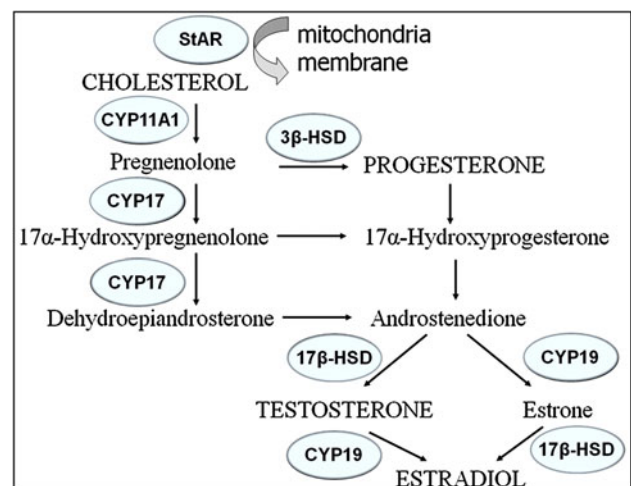 StAR
mitochondria
membrane
CHOLESTEROL
CYP11A1
3β-HSD
Pregnenolone
PROGESTERONE
CYP17
17α-Hydroxypregnenolone
17α-Hydroxyprogesterone
CYP17
Dehydroepiandrosterone
Androstenedione
17β-HSD
CYP19
TESTOSTERONE
Estrone
CYP19
17β-HSD
ESTRADIOL